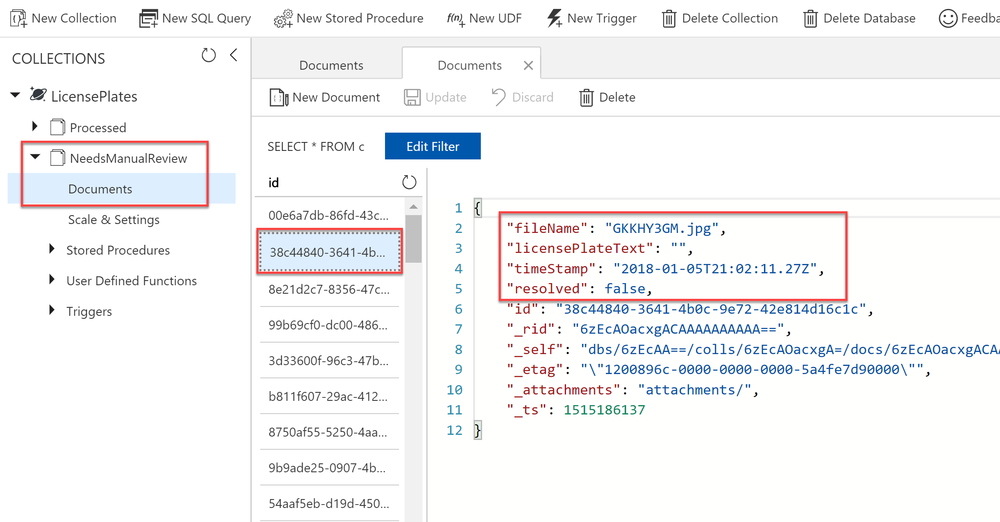 New Collection New SQL Query New Stored Procedure f(n) New UDF New Trigger Delete Collection Delete Database Feedba
COLLECTIONS
LicensePlates
Processed
NeedsManualReview
Documents
Scale & Settings
Stored Procedures
User Defined Functions
Triggers
Documents Documents
New Document Update Discard Delete
SELECT * FROM c Edit Filter
id
00e6a7db-86fd-43c...
38c44840-3641-4b...
8e21d2c7-8356-47c...
99b69cf0-dc00-486...
3d33600f-96c3-47b...
b811f607-29ac-412...
8750af55-5250-4aa...
9b9ade25-0907-4b...
54aaf5eb-d19d-450...
1 {
2 "fileName": "GKKHY3GM.jpg",
3 "licensePlateText": "",
4 "timeStamp": "2018-01-05T21:02:11.27Z",
5 "resolved": false,
6 "id": "38c44840-3641-4b0c-9e72-42e814d16c1c",
7 "_rid": "6zEcAOacxgACAAAAAAAAAA==",
8 "_self": "dbs/6zEcAA==/colls/6zEcAOacxgA=/docs/6zEcAOacxgACAA
9 "_etag": "\"1200896c-0000-0000-0000-5a4fe7d90000\"",
10 "_attachments": "attachments/",
11 "_ts": 1515186137
12 }